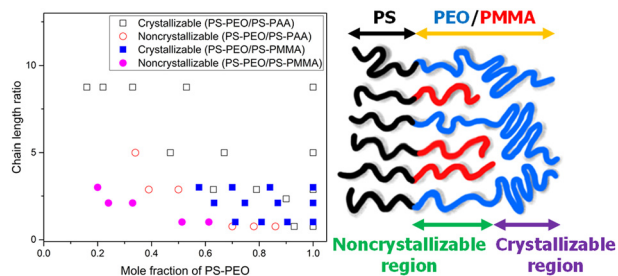 Crystallizable (PS-PEO/PS-PAA)
Noncrystallizable (PS-PEO/PS-PAA)
Crystallizable (PS-PEO/PS-PMMA)
Noncrystallizable (PS-PEO/PS-PMMA)
Chain length ratio
10
5
0
0.0 0.2 0.4 0.6 0.8 1.0
Mole fraction of PS-PEO
PS PEO/PMMA
Noncrystallizable Crystallizable
region region